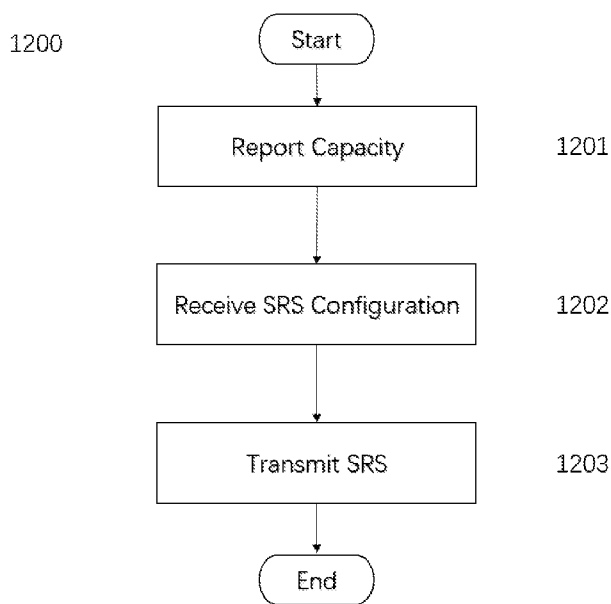 1200
Start
Report Capacity
1201
Receive SRS Configuration
1202
Transmit SRS
1203
End